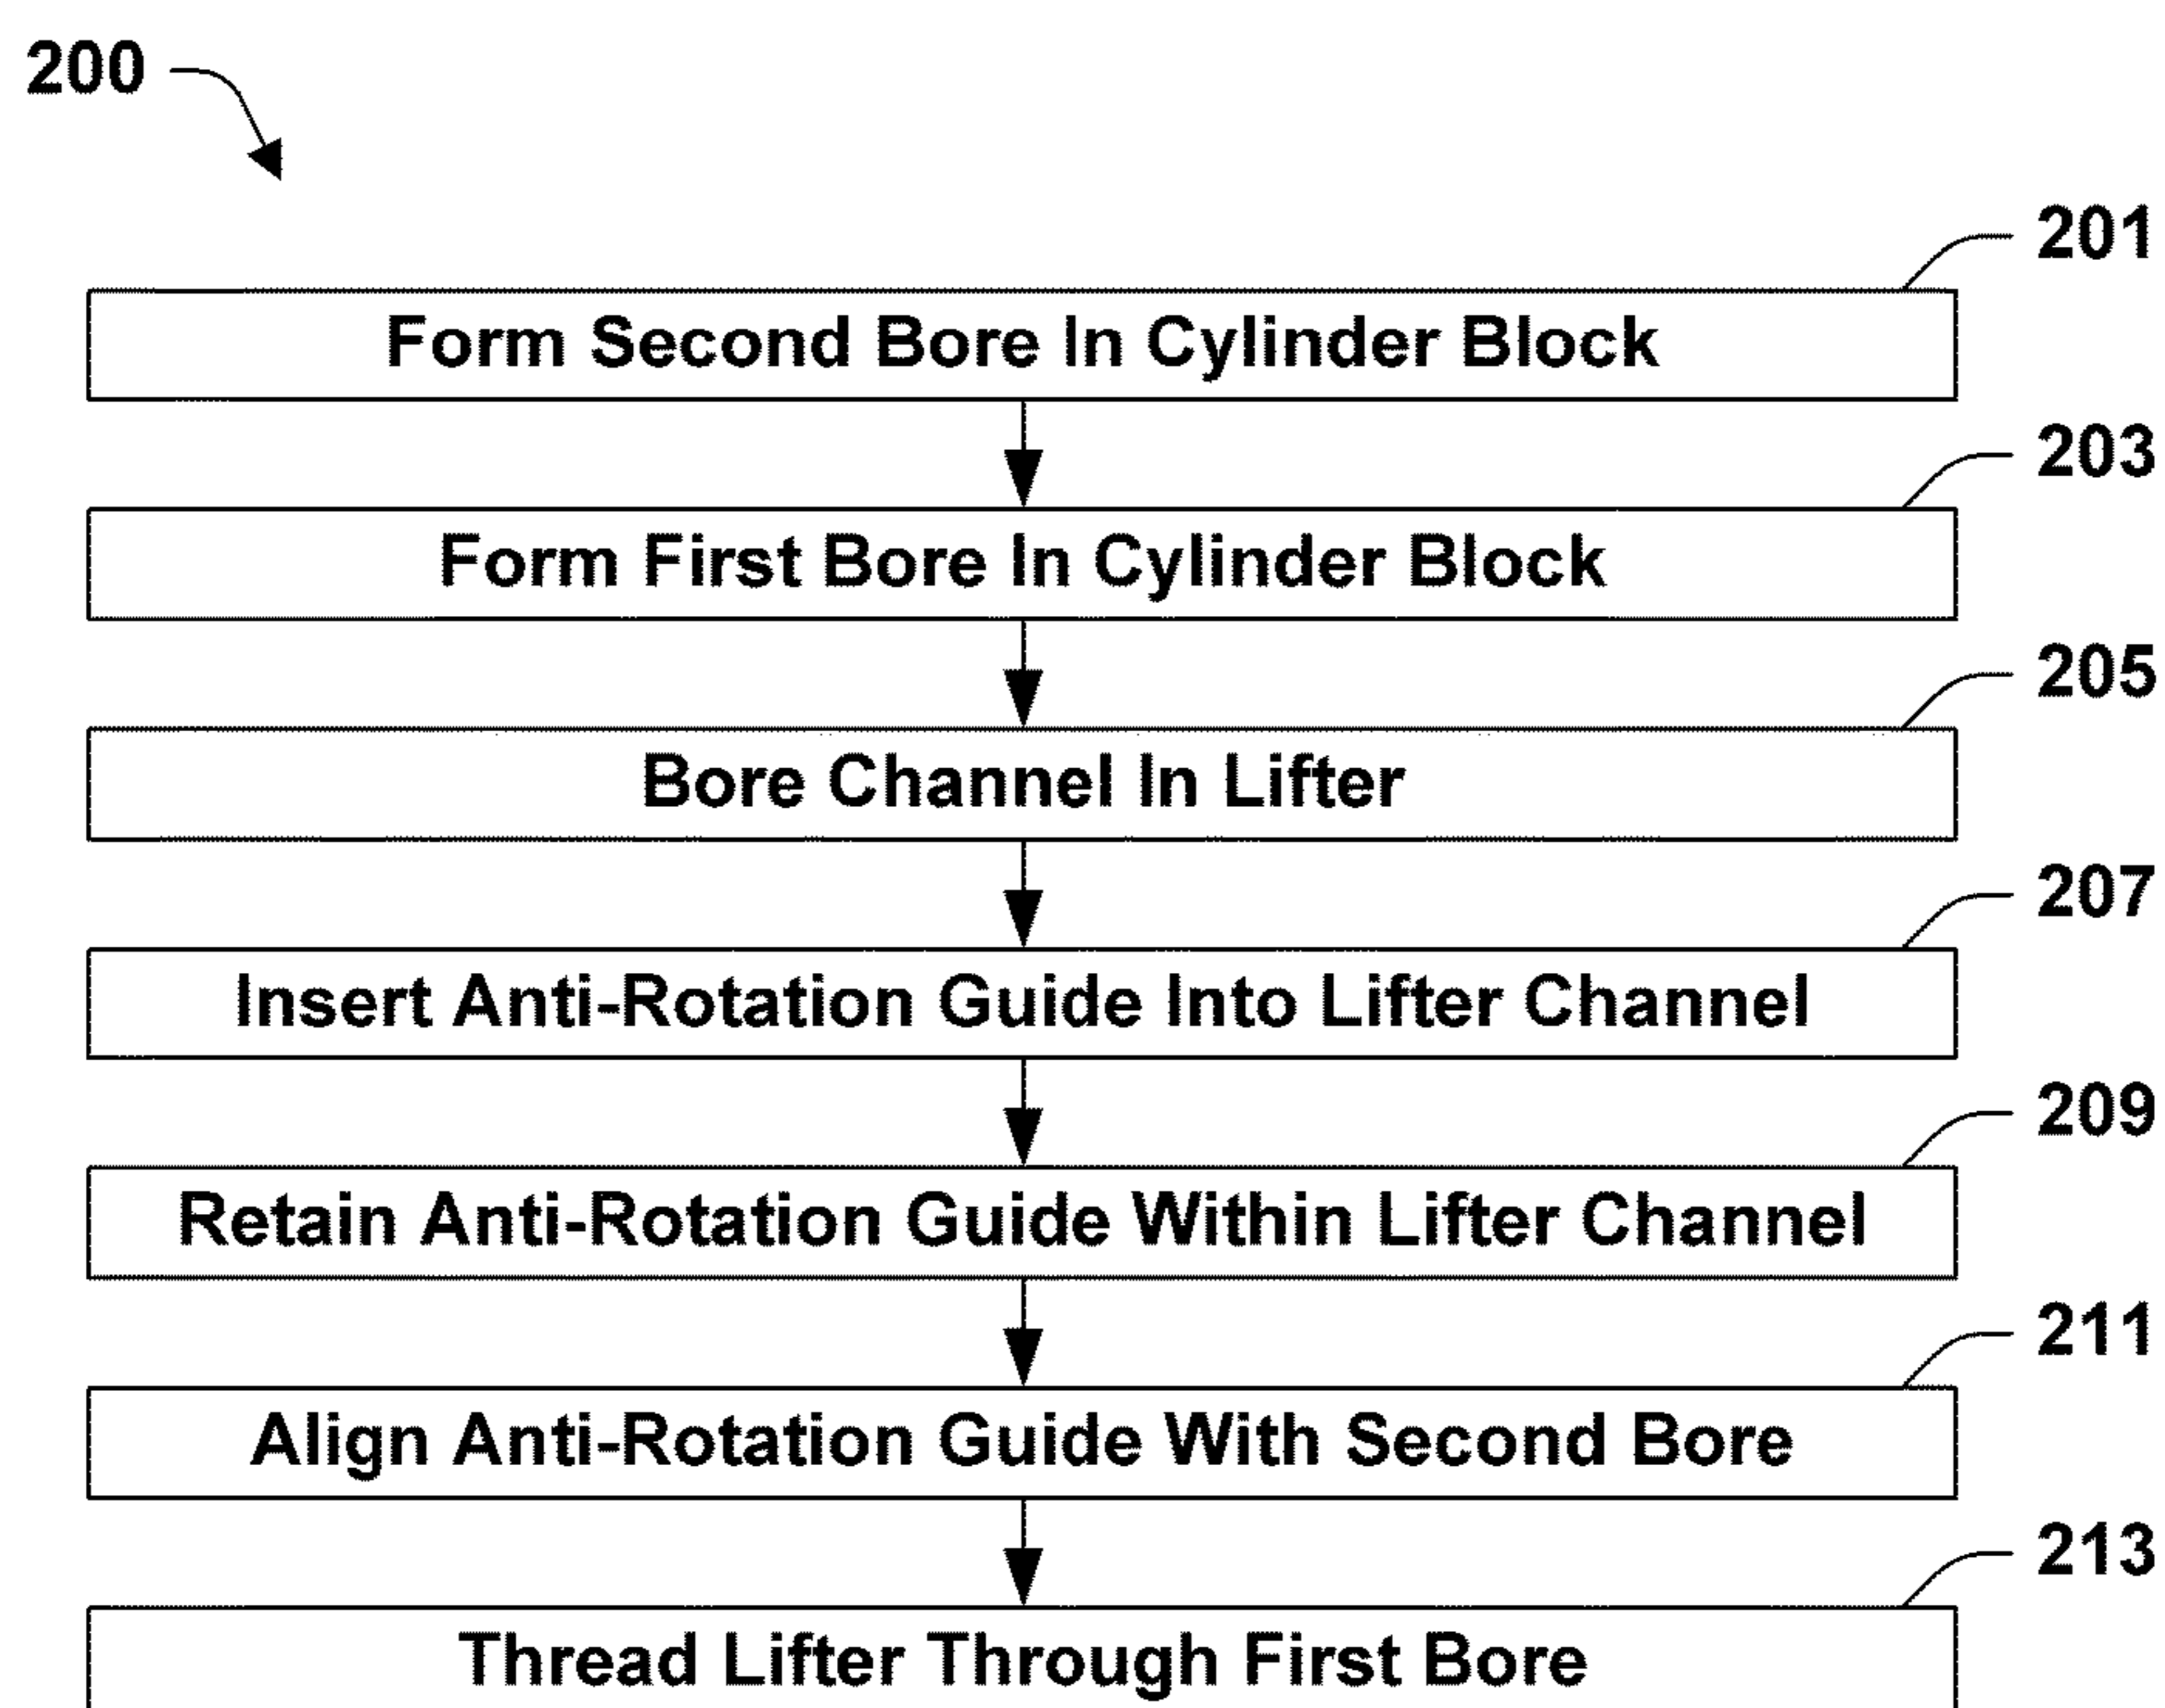 200
201
Form Second Bore In Cylinder Block
203
Form First Bore In Cylinder Block
205
Bore Channel In Lifter
207
Insert Anti-Rotation Guide Into Lifter Channel
209
Retain Anti-Rotation Guide Within Lifter Channel
211
Align Anti-Rotation Guide With Second Bore
213
Thread Lifter Through First Bore